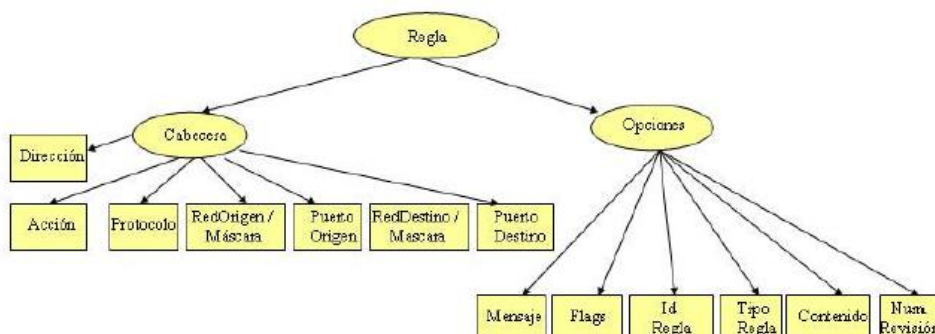 Regla
Cabecera
Opciones
Dirección
Acción
Protocolo
RedOrigen /
Máscara
Puerto
Origen
RedDestino /
Mascara
Puerto
Destino
Mensaje
Flags
Id
Regla
Tipo
Regla
Contenido
Num
Revisión